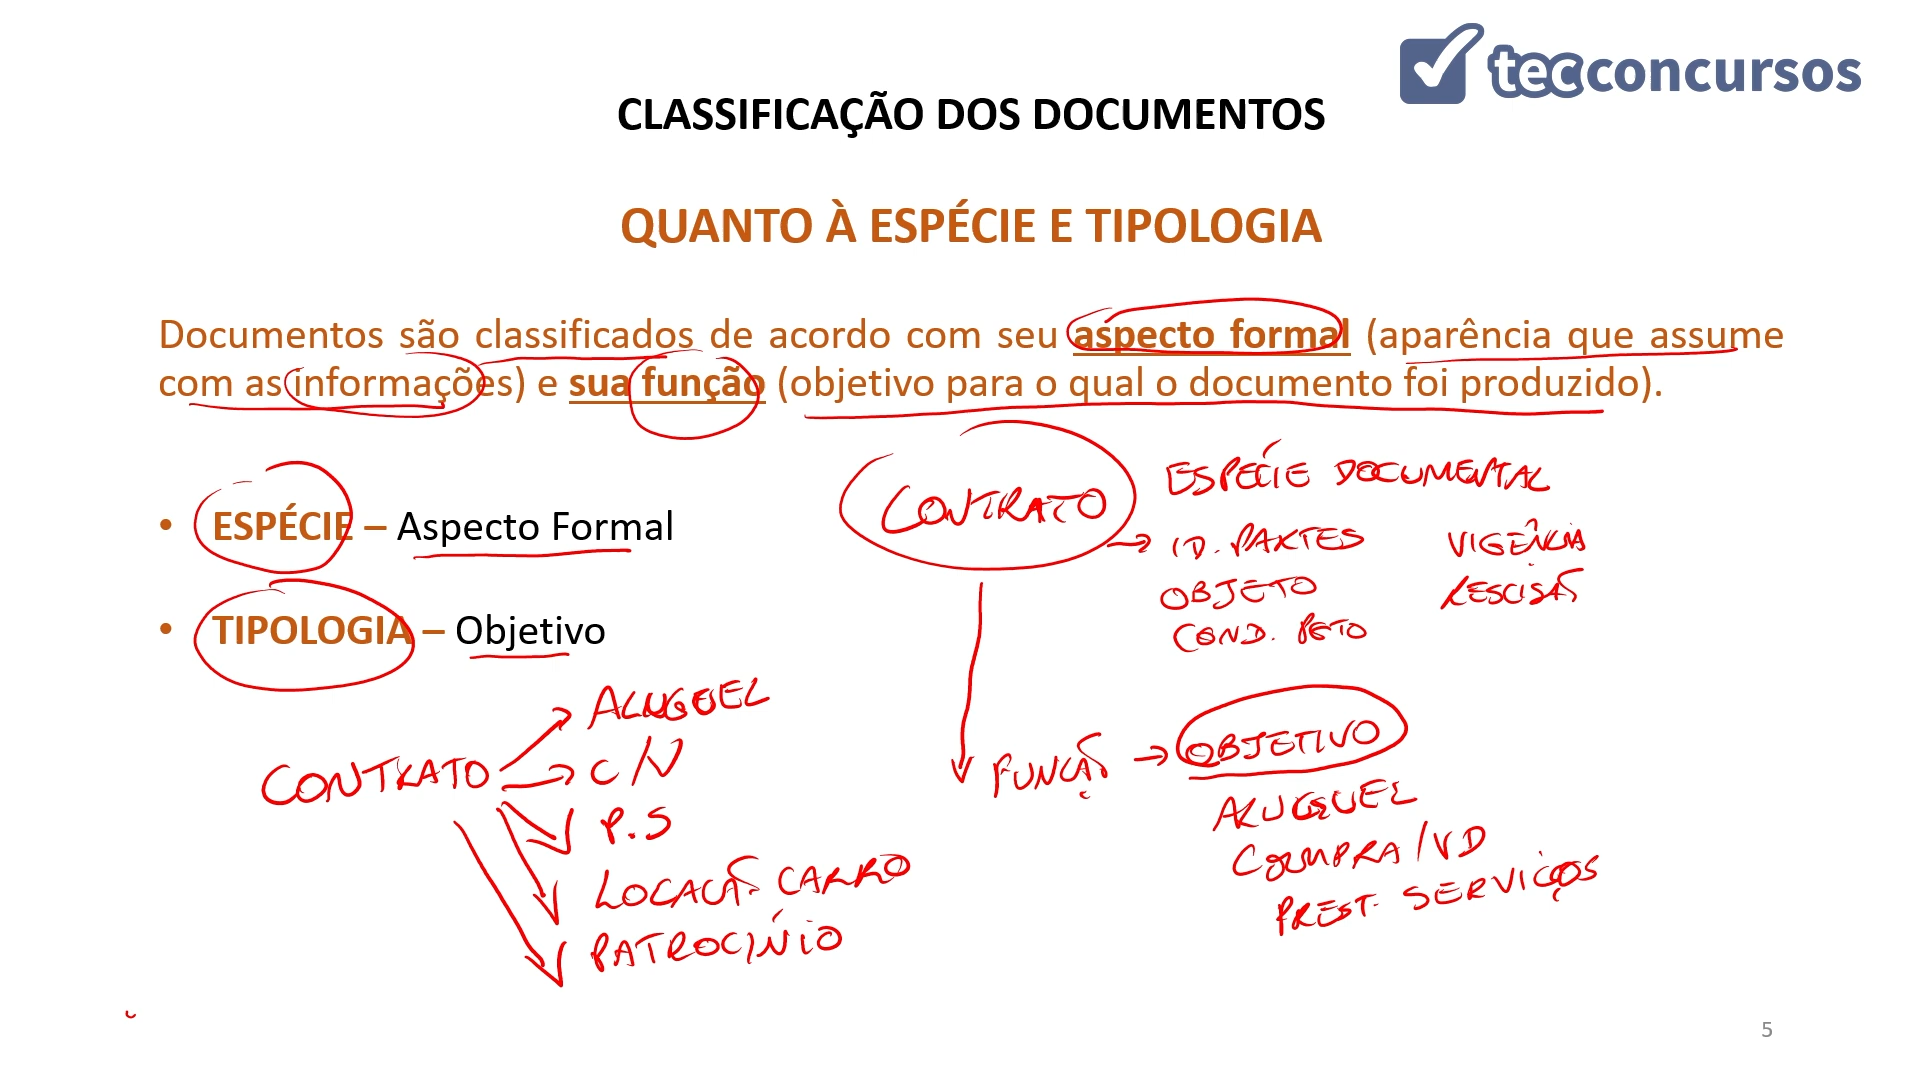 tecconcursos
CLASSIFICAÇÃO DOS DOCUMENTOS
QUANTO À ESPÉCIE E TIPOLOGIA
Documentos são classificados de acordo com seu aspecto formal (aparência que assume
com as informações) e sua função (objetivo para o qual o documento foi produzido).
• ESPÉCIE – Aspecto Formal
• TIPOLOGIA – Objetivo
CONTRATO
ESPÉCIE DOCUMENTAL
ID. PARTES VIGÊNCIA
OBJETO RESCISÃO
COND. PGTO
FUNÇÃO → OBJETIVO
ALUGUEL
COMPRA/VD
PREST. SERVIÇOS
CONTRATO
ALUGUEL
C/V
P.S
LOCAÇÃO CARRO
PATROCÍNIO
5